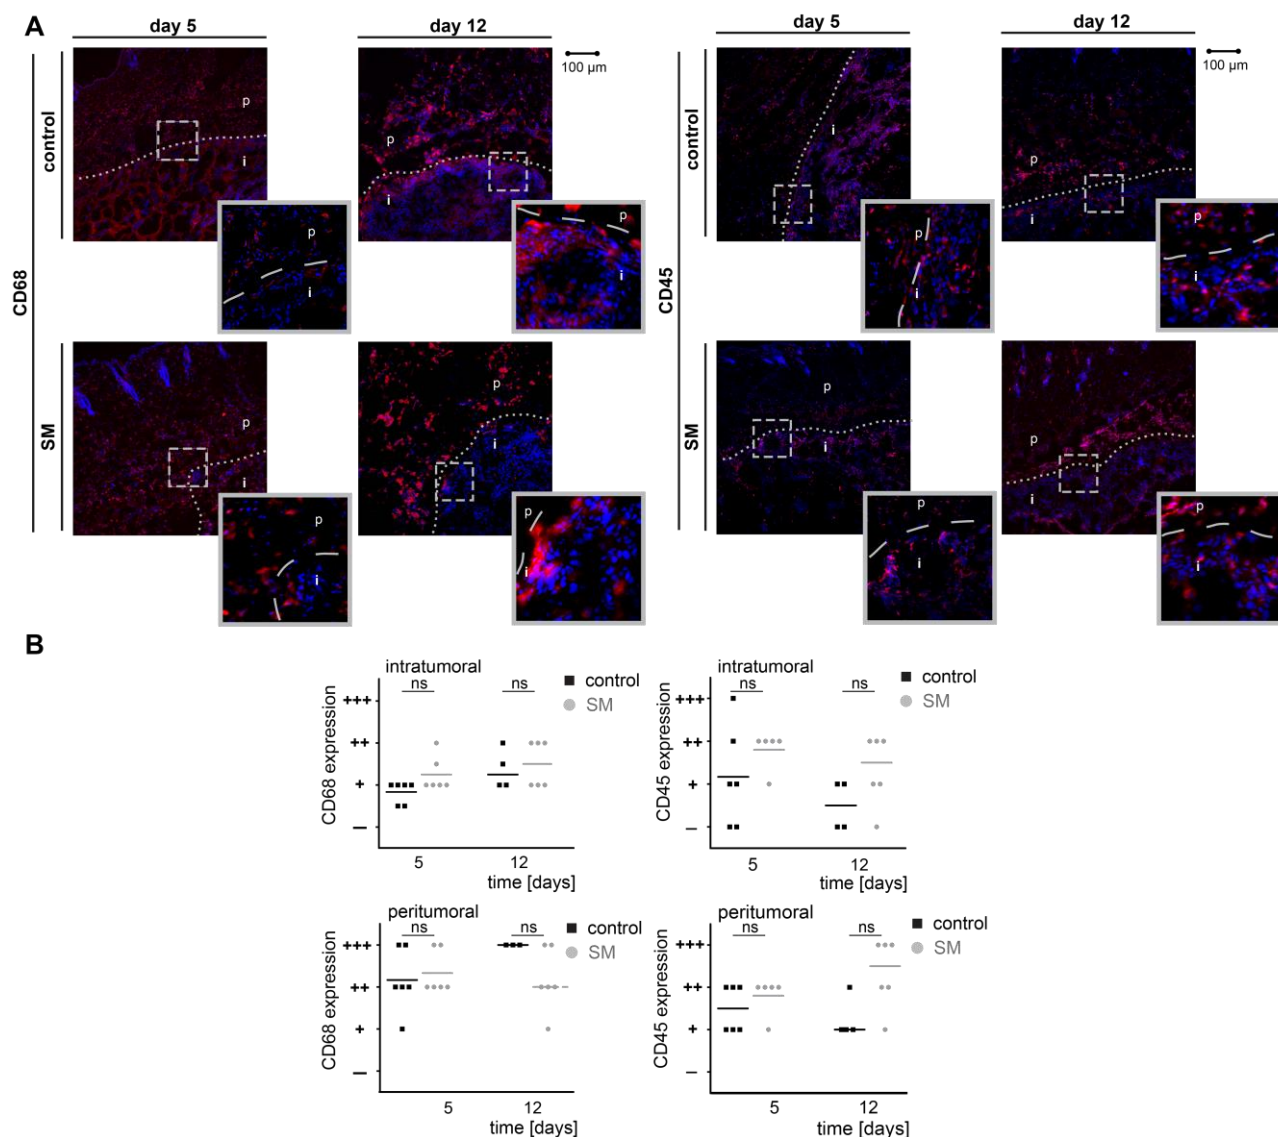 A
day 5
day 12
day 5
day 12
100 µm
100 µm
CD68
control
p
i
p
i
p
i
p
i
CD45
control
p
i
p
i
p
i
p
i
SM
p
i
p
i
p
i
p
i
SM
p
i
p
i
p
i
p
i
B
intratumoral
ns
ns
control
SM
CD68 expression
+++
++
+
–
5
12
time [days]
intratumoral
ns
ns
control
SM
CD45 expression
+++
++
+
–
5
12
time [days]
peritumoral
ns
ns
control
SM
CD68 expression
+++
++
+
–
5
12
time [days]
peritumoral
ns
ns
control
SM
CD45 expression
+++
++
+
–
5
12
time [days]